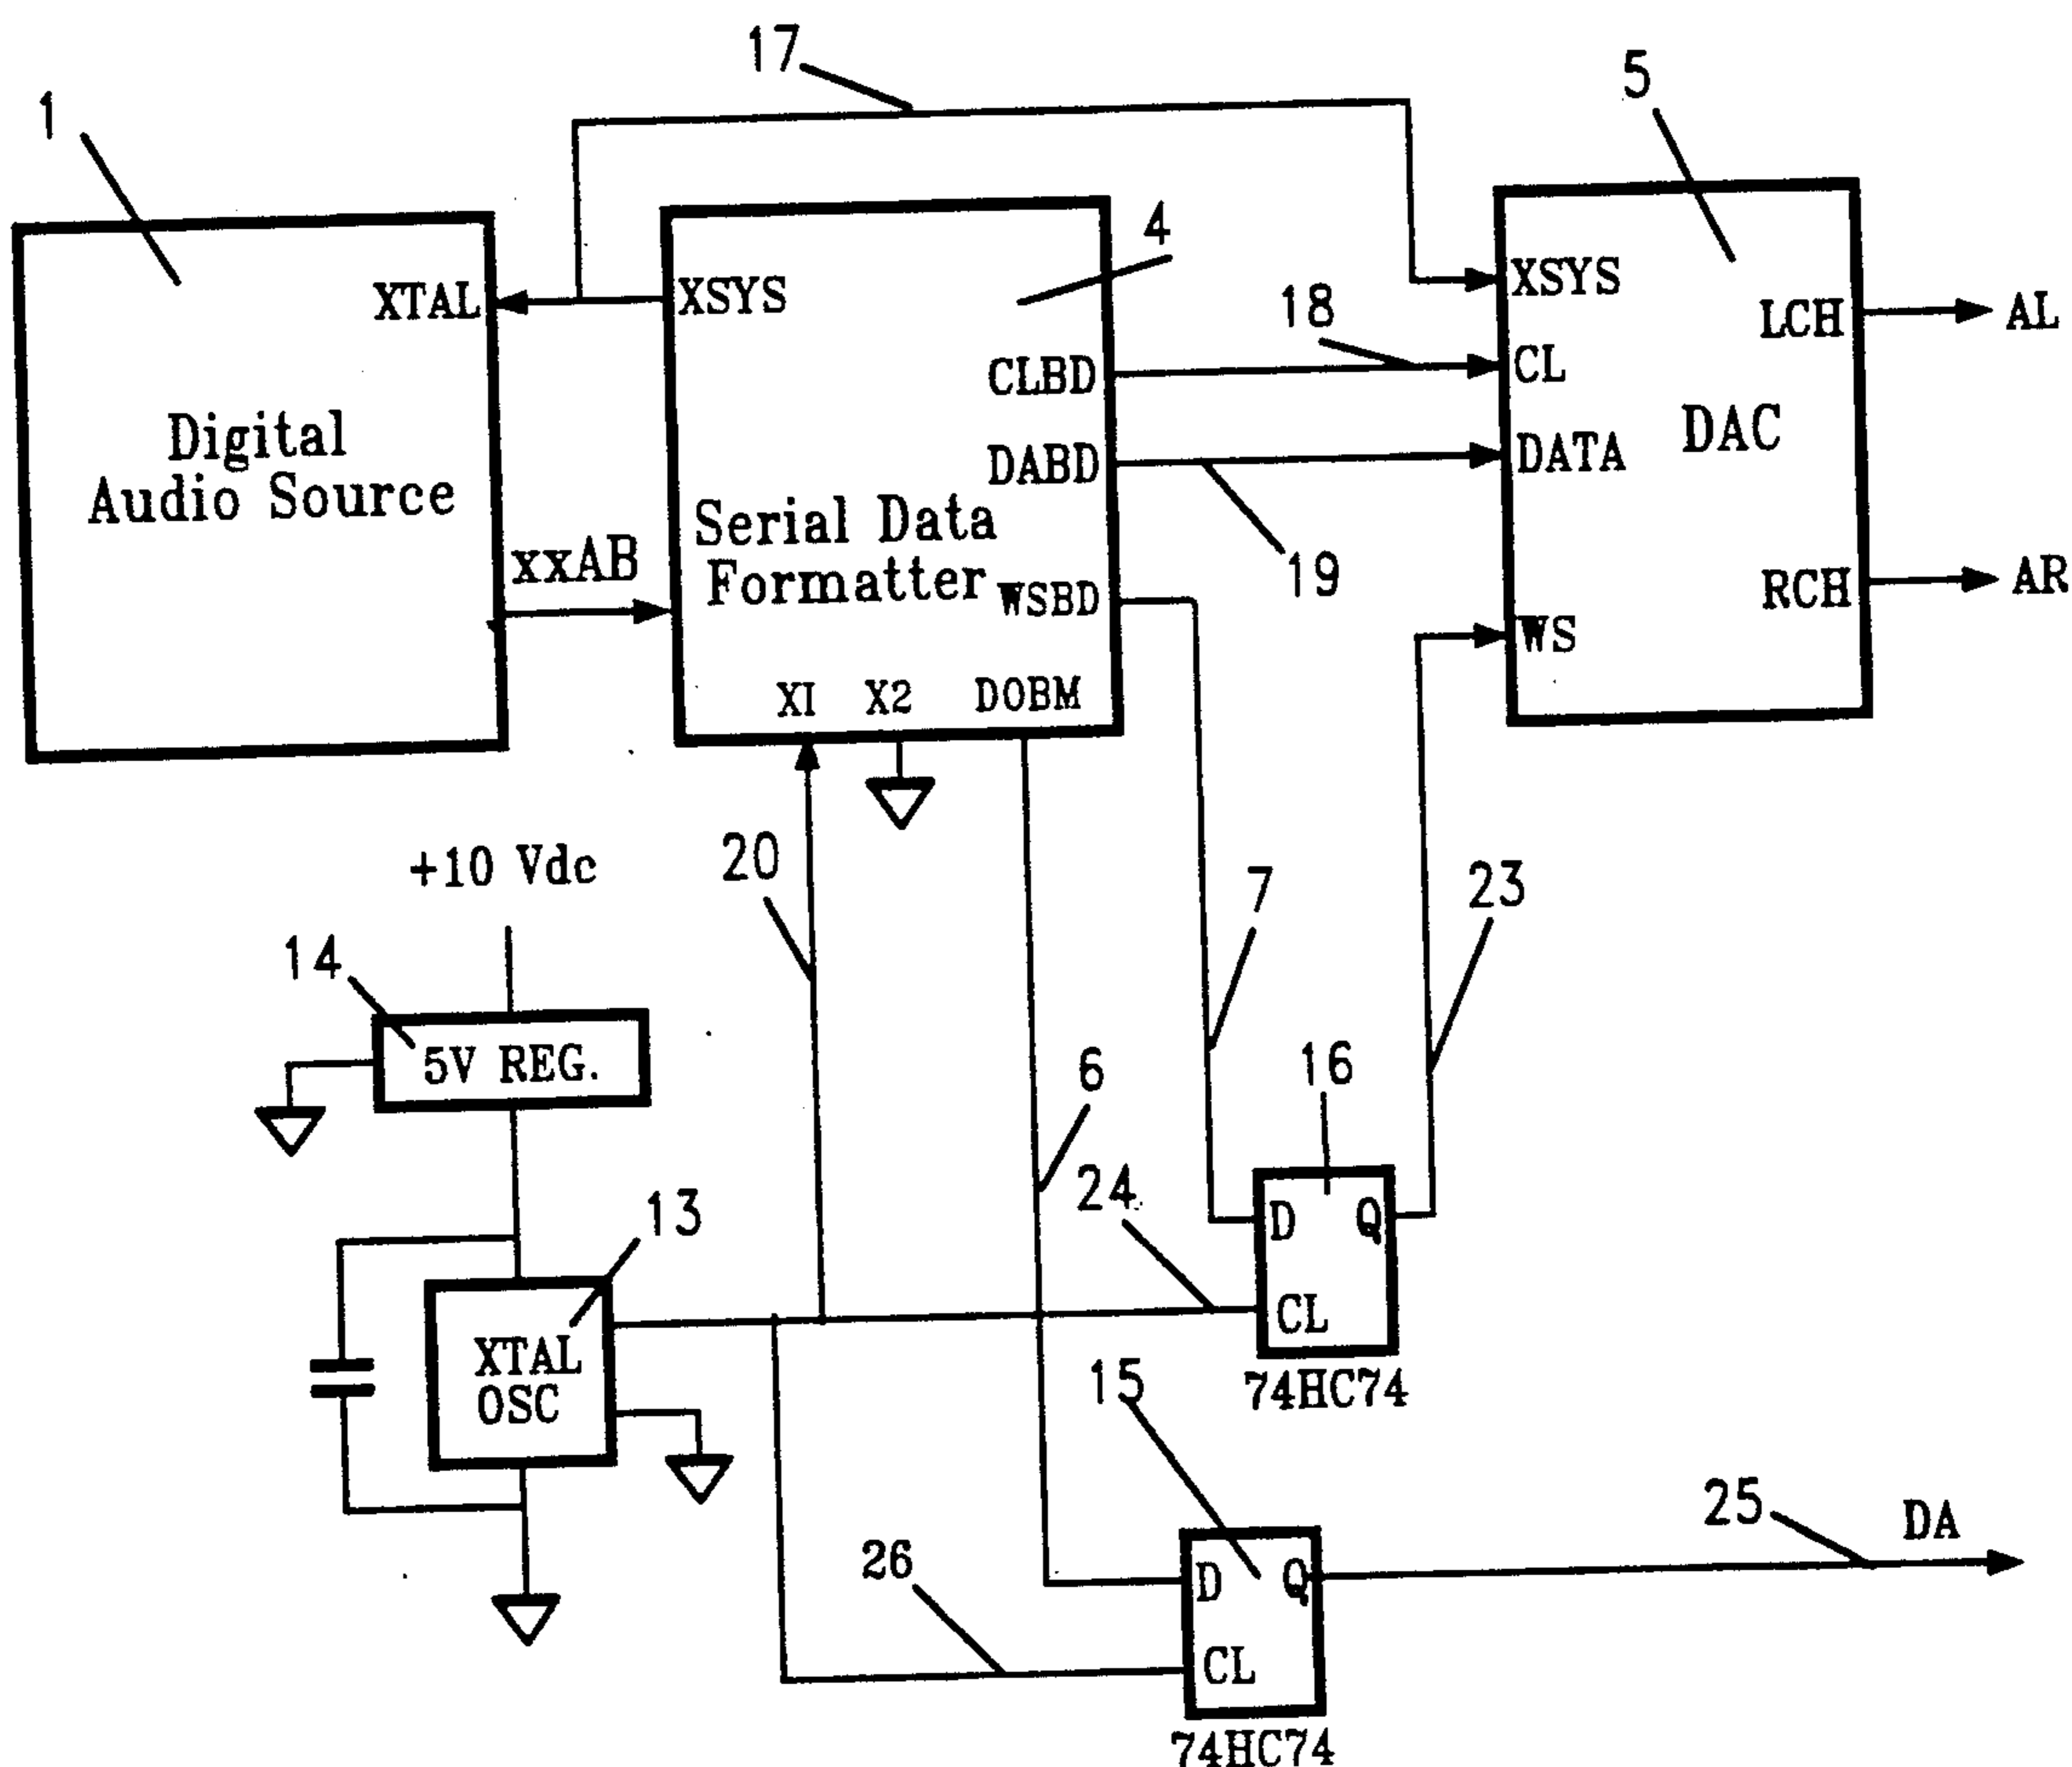 17
5
1
4
XTAL
XSYS
XSYS
18
LCH
AL
CLBD
CL
Digital
Audio Source
DABD
DATA
DAC
Serial Data
Formatter
xxAB
19
WSBD
RCH
AR
WS
X1
X2
DOBM
+10 Vdc
20
7
23
14
5V REG.
6
16
24
13
D
Q
CL
XTAL
OSC
74HC74
15
25
DA
26
D
Q
CL
74HC74